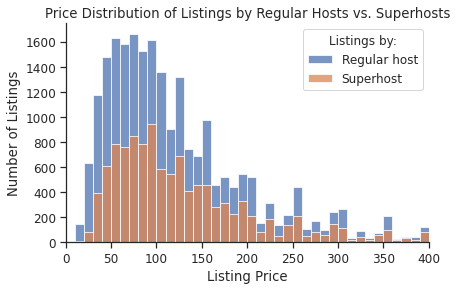 Price Distribution of Listings by Regular Hosts vs. Superhosts
Number of Listings
1600
1400
1200
1000
800
600
400
200
0
0 50 100 150 200 250 300 350 400
Listing Price
Listings by:
Regular host
Superhost